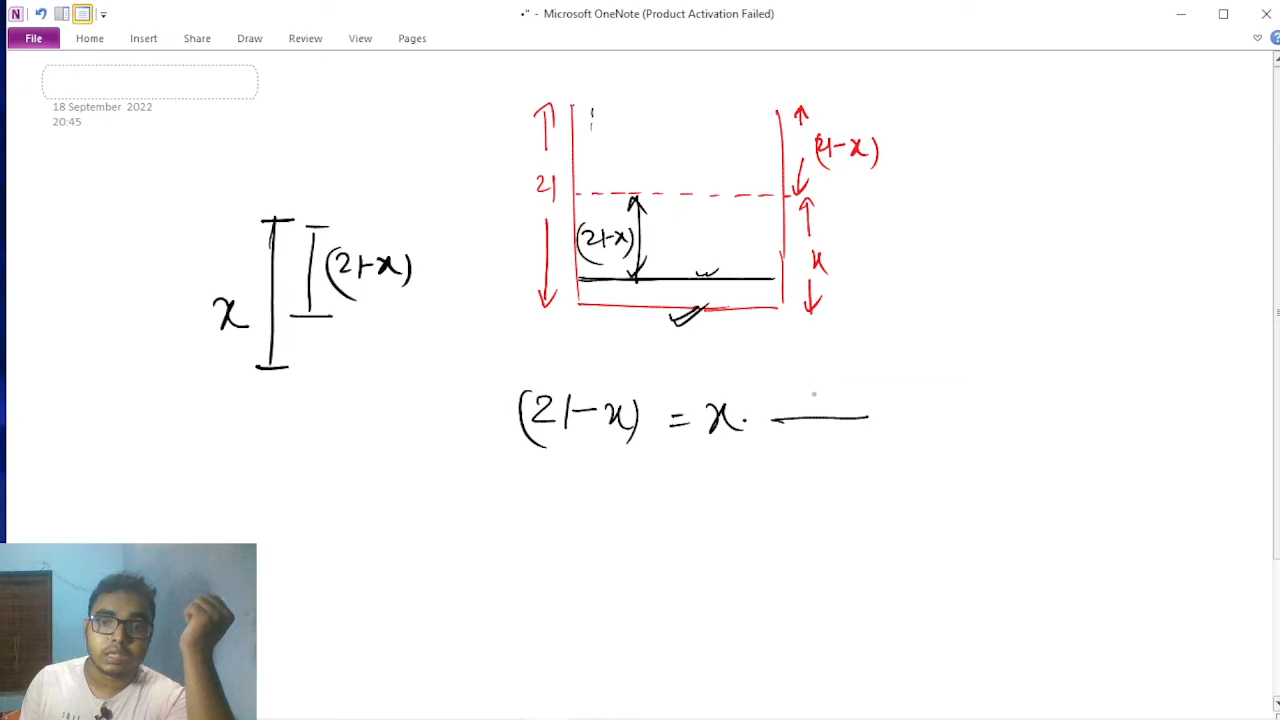 •" - Microsoft OneNote (Product Activation Failed)
File Home Insert Share Draw Review View Pages
18 September 2022
20:45
21
(21-x)
(21-x)
x
x
(21-x)
(21-x) = x.